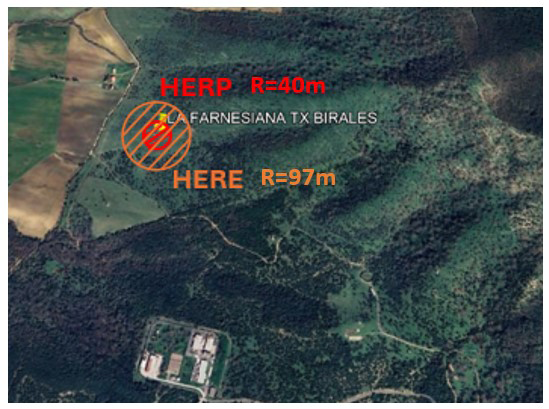 HERP R=40m
LA FARNESIANA TX BIRALES
HERE R=97m